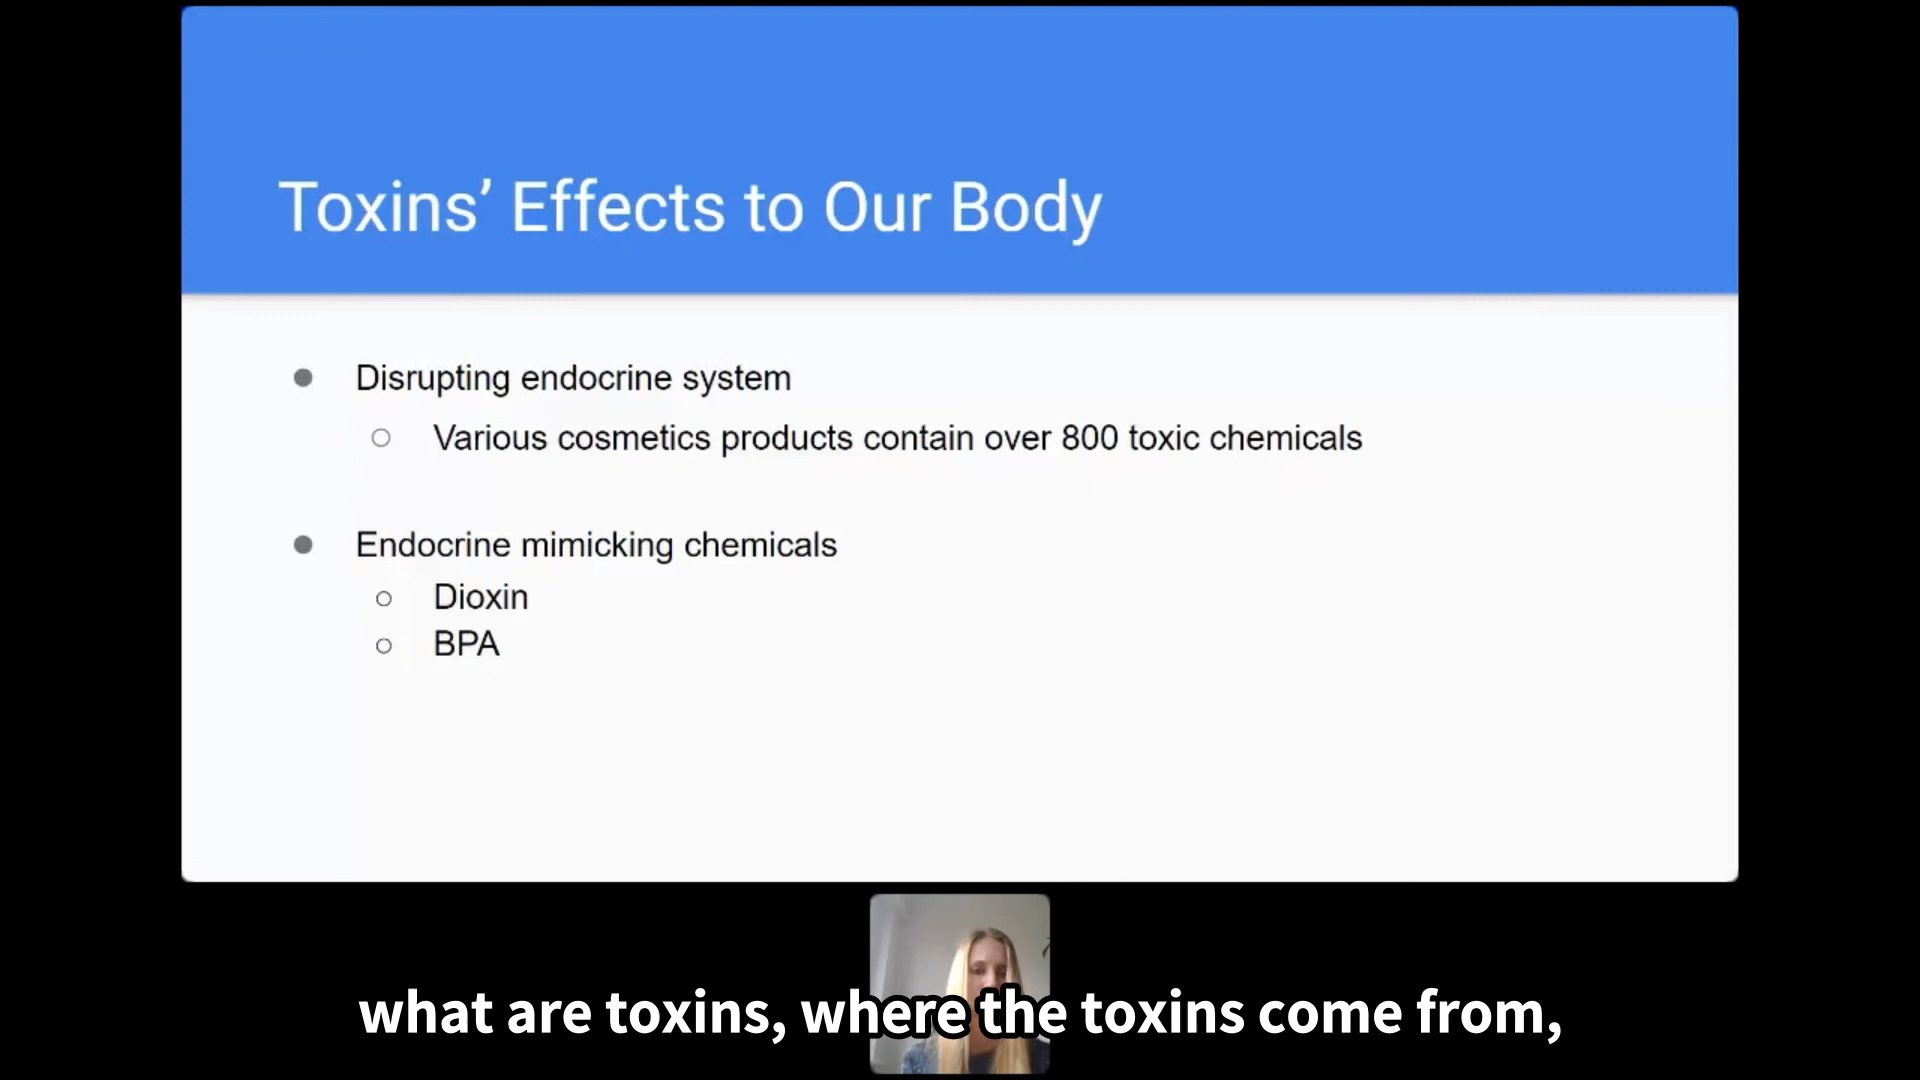 Toxins’ Effects to Our Body
Disrupting endocrine system
Various cosmetics products contain over 800 toxic chemicals
Endocrine mimicking chemicals
Dioxin
BPA
what are toxins, where the toxins come from,